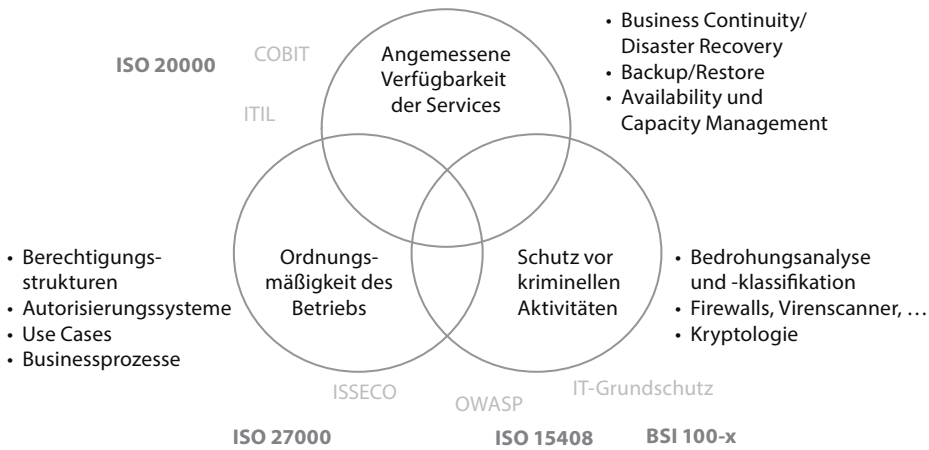 ISO 20000
COBIT
ITIL
Angemessene
Verfügbarkeit
der Services
• Business Continuity/
Disaster Recovery
• Backup/Restore
• Availability und
Capacity Management
• Berechtigungs-
strukturen
• Autorisierungssysteme
• Use Cases
• Businessprozesse
Ordnungs-
mäßigkeit des
Betriebs
Schutz vor
kriminellen
Aktivitäten
• Bedrohungsanalyse
und -klassifikation
• Firewalls, Virenscanner, …
• Kryptologie
ISSECO
OWASP
IT-Grundschutz
ISO 27000
ISO 15408
BSI 100-x